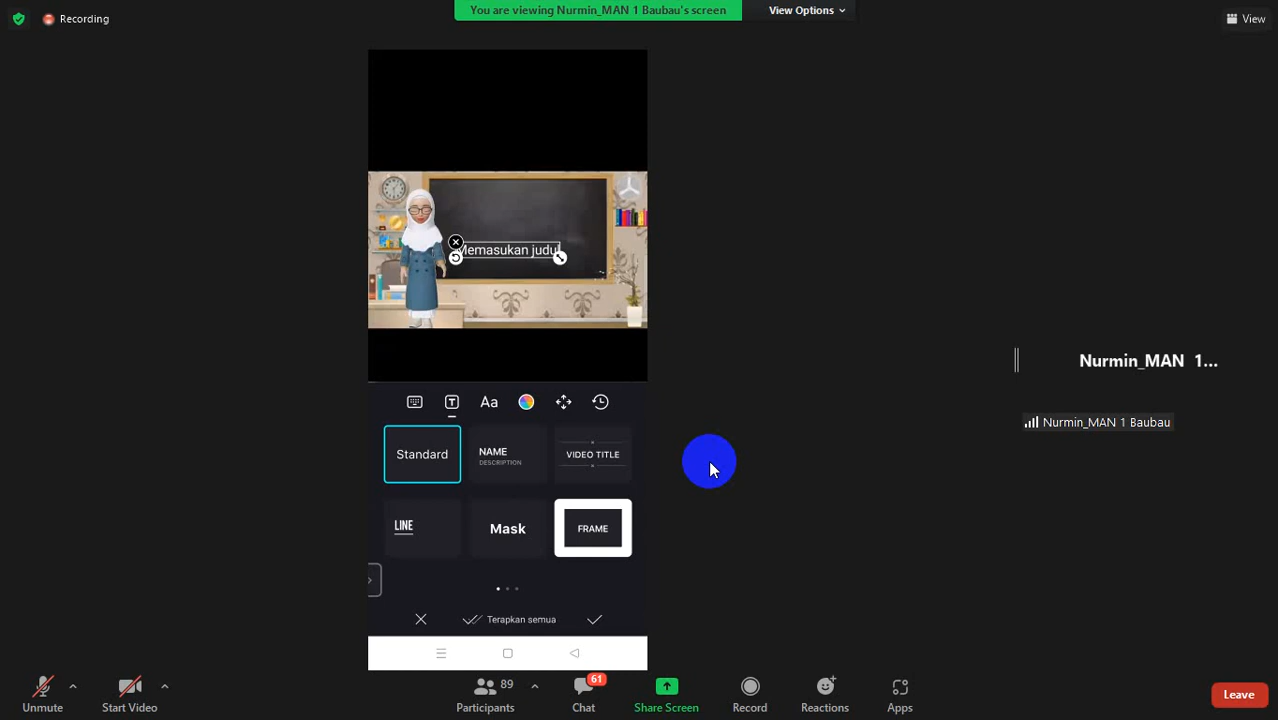 Recording
You are viewing Nurmin_MAN 1 Baubau's screen
View Options
View
Memasukan judul
Aa
Standard
NAME
DESCRIPTION
VIDEO TITLE
LINE
Mask
FRAME
Terapkan semua
Nurmin_MAN 1...
Nurmin_MAN 1 Baubau
Unmute
Start Video
89
Participants
61
Chat
Share Screen
Record
Reactions
Apps
Leave